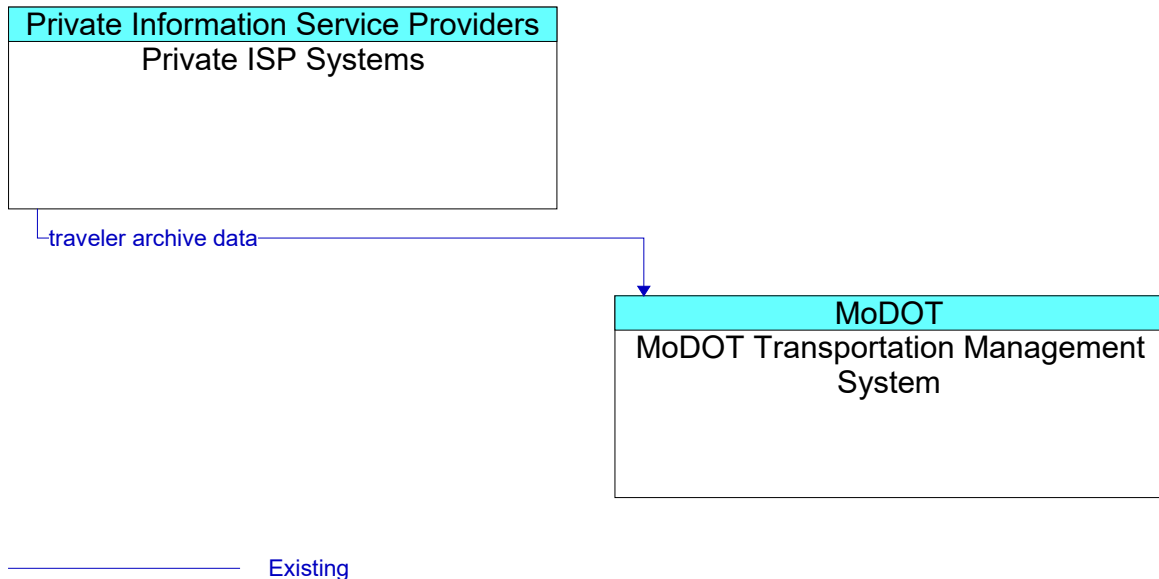 Private Information Service Providers
Private ISP Systems
traveler archive data
MoDOT
MoDOT Transportation Management
System
Existing